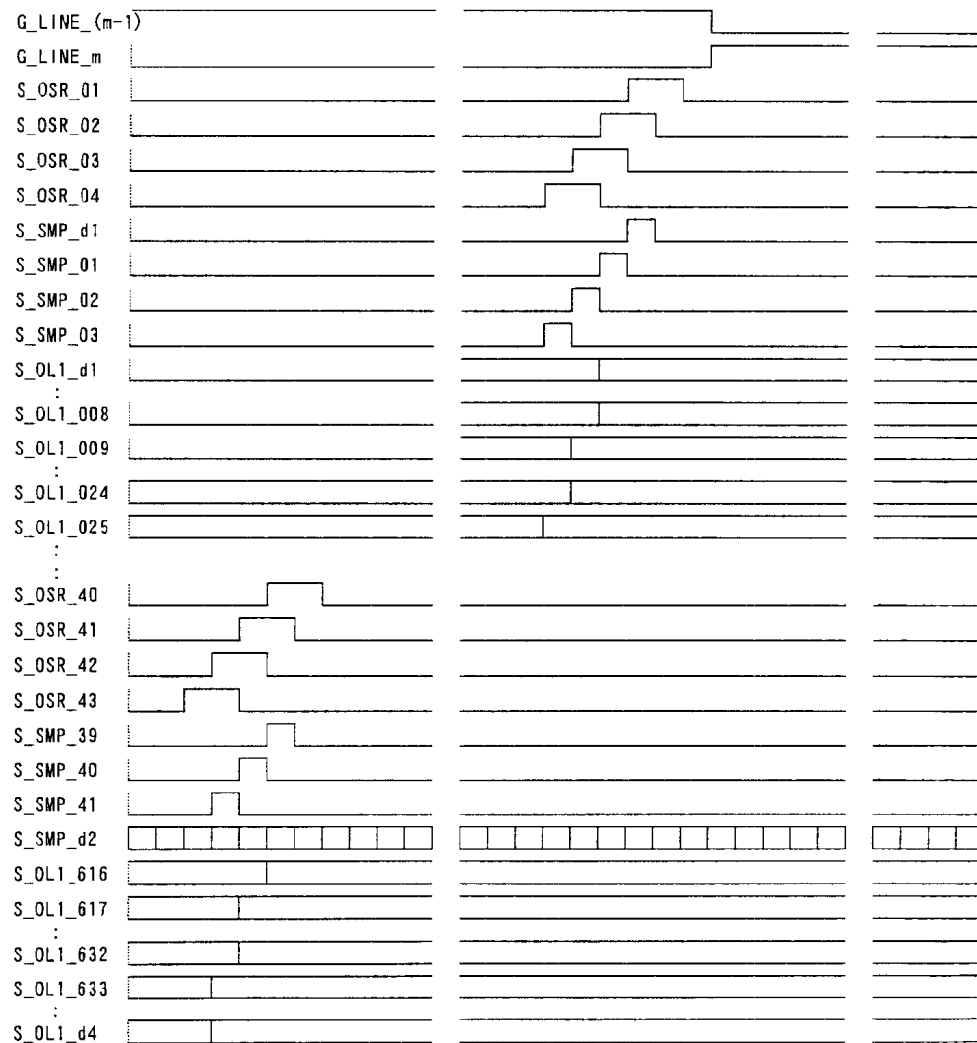 G_LINE_(m-1)
G_LINE_m
S_OSR_01
S_OSR_02
S_OSR_03
S_OSR_04
S_SMP_d1
S_SMP_01
S_SMP_02
S_SMP_03
S_OL1_d1
:
S_OL1_008
S_OL1_009
:
S_OL1_024
S_OL1_025
:
:
S_OSR_40
S_OSR_41
S_OSR_42
S_OSR_43
S_SMP_39
S_SMP_40
S_SMP_41
S_SMP_d2
S_OL1_616
S_OL1_617
:
S_OL1_632
S_OL1_633
:
S_OL1_d4